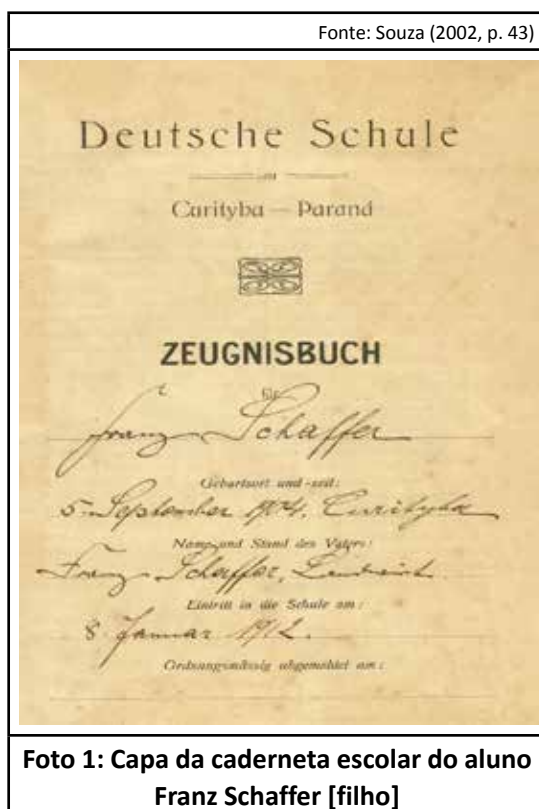 Fonte: Souza (2002, p. 43)
Deutsche Schule
Curityba — Paraná
ZEUGNISBUCH
für
Franz Schaffer
Geburtsort und -zeit:
5. September 1904. Curityba
Name und Stand des Vaters:
Franz Schaffer, Landwirt
Eintritt in die Schule am:
8. Januar 1912.
Ordnungsmässig abgemeldet am:
Foto 1: Capa da caderneta escolar do aluno
Franz Schaffer [filho]